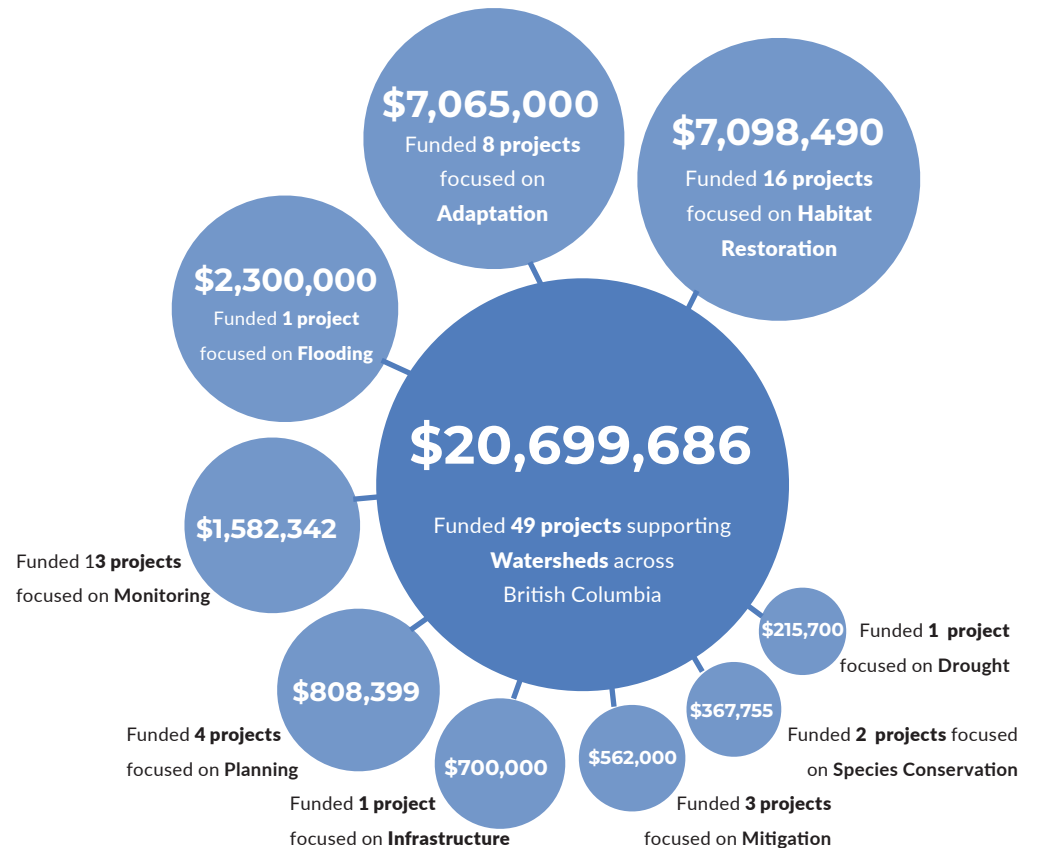 $7,065,000
Funded 8 projects
focused on
Adaptation
$7,098,490
Funded 16 projects
focused on Habitat
Restoration
$2,300,000
Funded 1 project
focused on Flooding
$20,699,686
Funded 49 projects supporting
Watersheds across
British Columbia
$1,582,342
Funded 13 projects
focused on Monitoring
$808,399
Funded 4 projects
focused on Planning
$700,000
Funded 1 project
focused on Infrastructure
$562,000
Funded 3 projects
focused on Mitigation
$367,755
Funded 2 projects focused
on Species Conservation
$215,700
Funded 1 project
focused on Drought